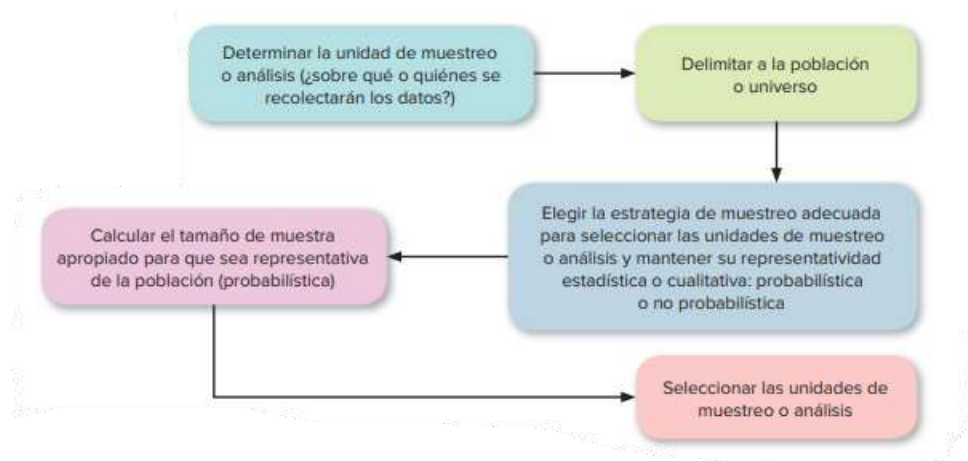 Determinar la unidad de muestreo
o análisis (¿sobre qué o quiénes se
recolectarán los datos?)
Delimitar a la población
o universo
Elegir la estrategia de muestreo adecuada
para seleccionar las unidades de muestreo
o análisis y mantener su representatividad
estadística o cualitativa: probabilística
o no probabilística
Calcular el tamaño de muestra
apropiado para que sea representativa
de la población (probabilística)
Seleccionar las unidades de
muestreo o análisis